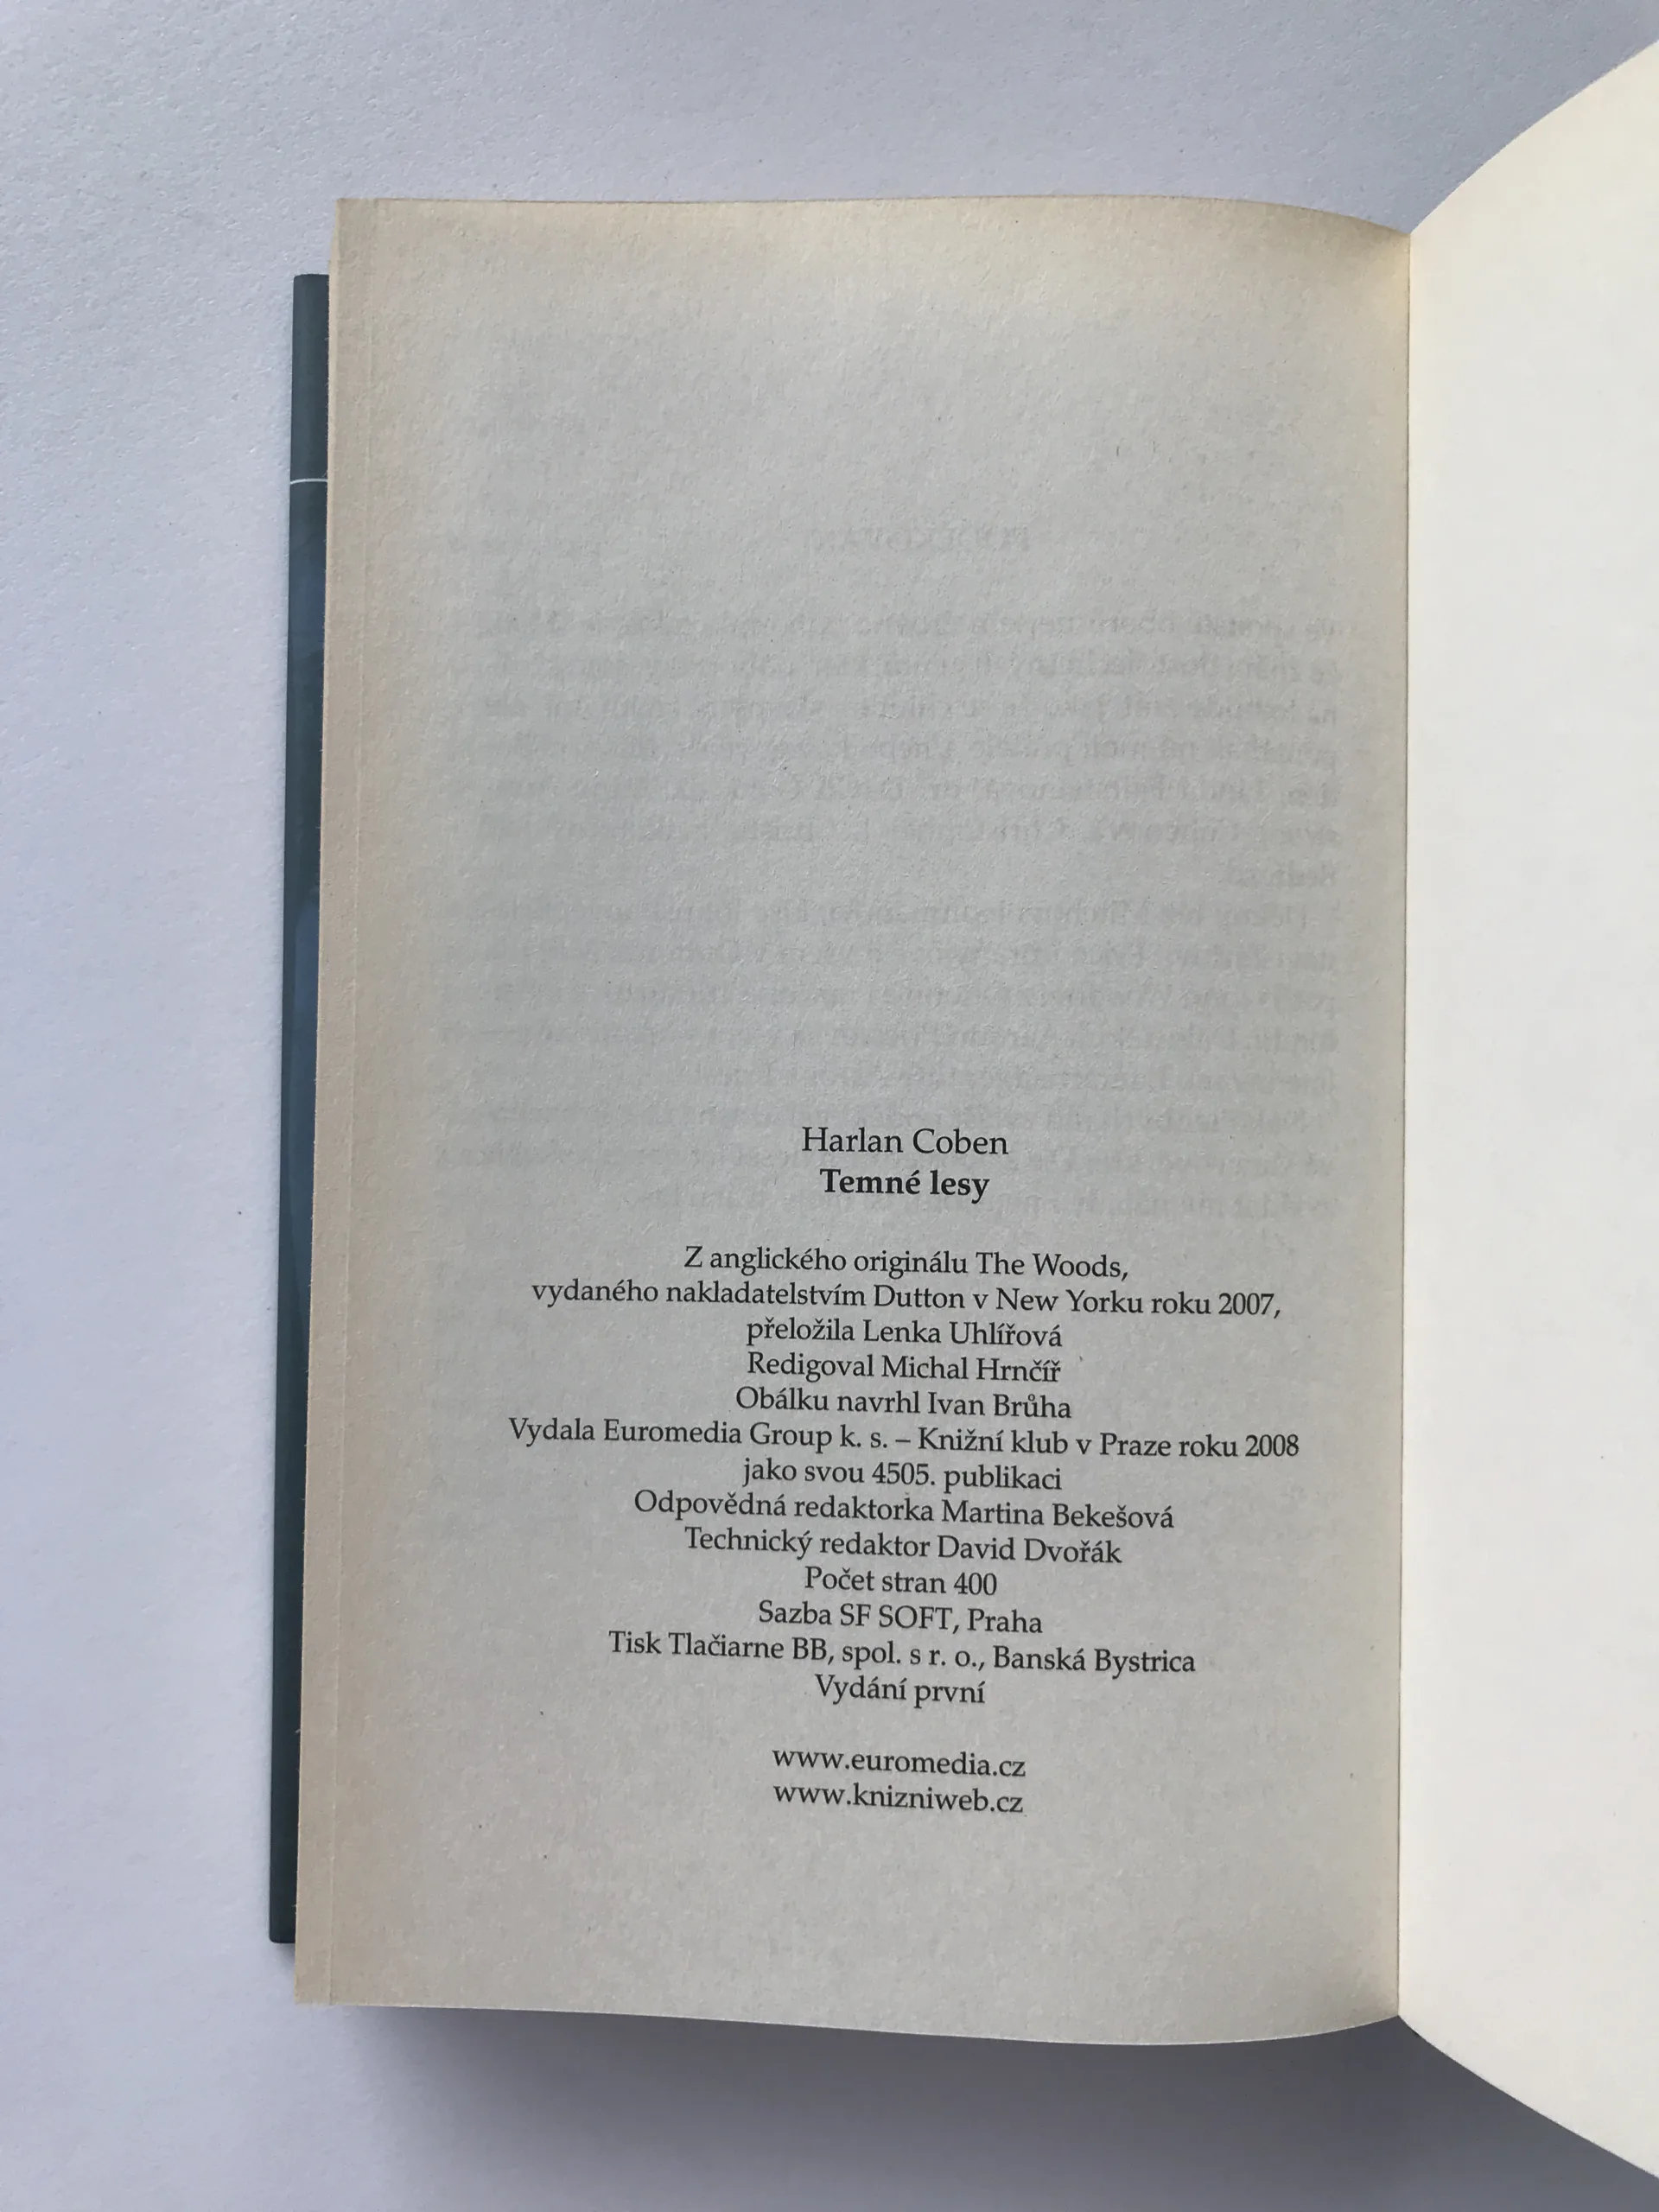 Harlan Coben
Temné lesy
Z anglického originálu The Woods,
vydaného nakladatelstvím Dutton v New Yorku roku 2007,
přeložila Lenka Uhlířová
Redigoval Michal Hrnčíř
Obálku navrhl Ivan Brůha
Vydala Euromedia Group k. s. – Knižní klub v Praze roku 2008
jako svou 4505. publikaci
Odpovědná redaktorka Martina Bekešová
Technický redaktor David Dvořák
Počet stran 400
Sazba SF SOFT, Praha
Tisk Tlačiarne BB, spol. s r. o., Banská Bystrica
Vydání první
www.euromedia.cz
www.knizniweb.cz